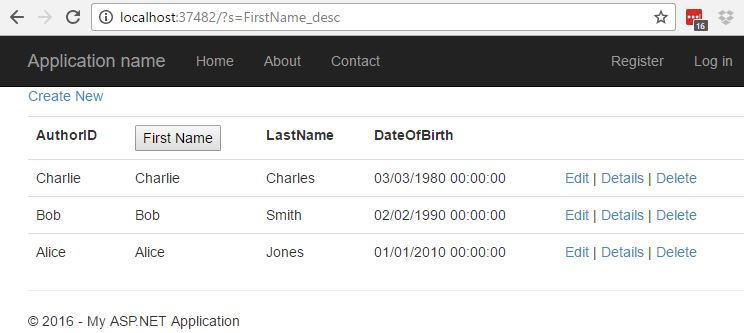 localhost:37482/?s=FirstName_desc
16
Application name Home About Contact Register Log in
Create New
AuthorID First Name LastName DateOfBirth
Charlie Charlie Charles 03/03/1980 00:00:00 Edit | Details | Delete
Bob Bob Smith 02/02/1990 00:00:00 Edit | Details | Delete
Alice Alice Jones 01/01/2010 00:00:00 Edit | Details | Delete
© 2016 - My ASP.NET Application